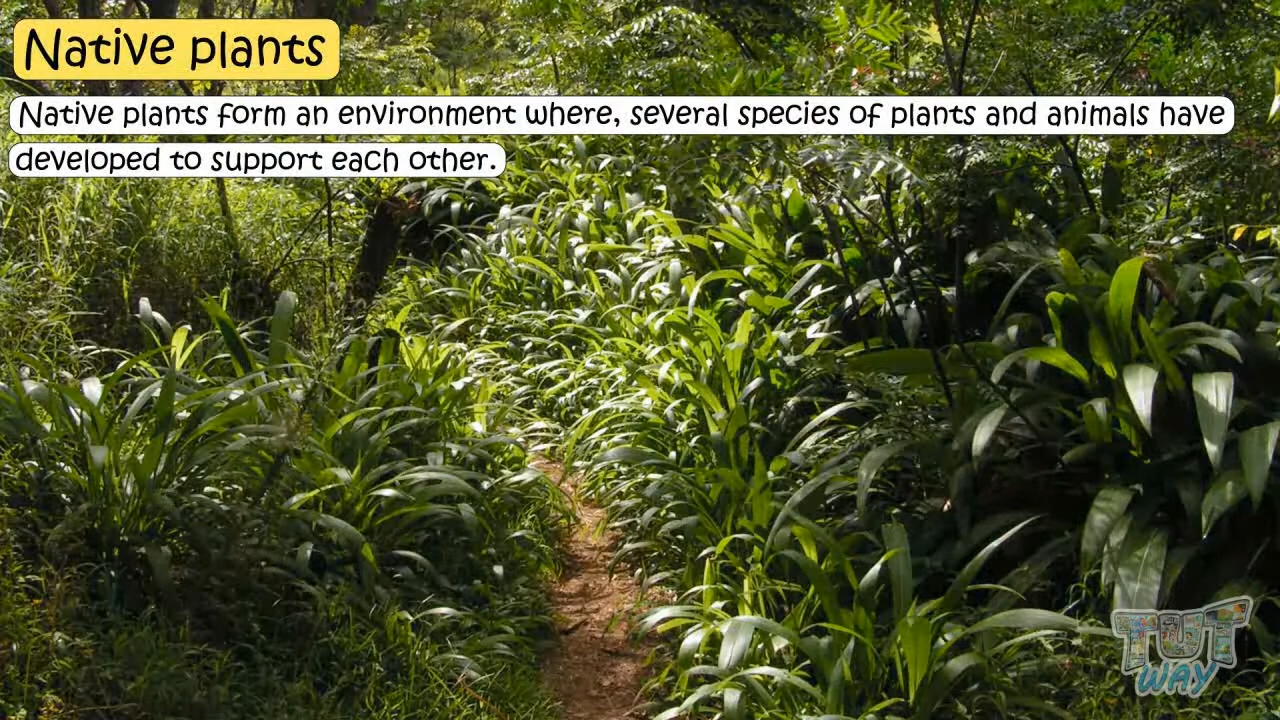 Native plants
Native plants form an environment where, several species of plants and animals have
developed to support each other.
TUT
WAY